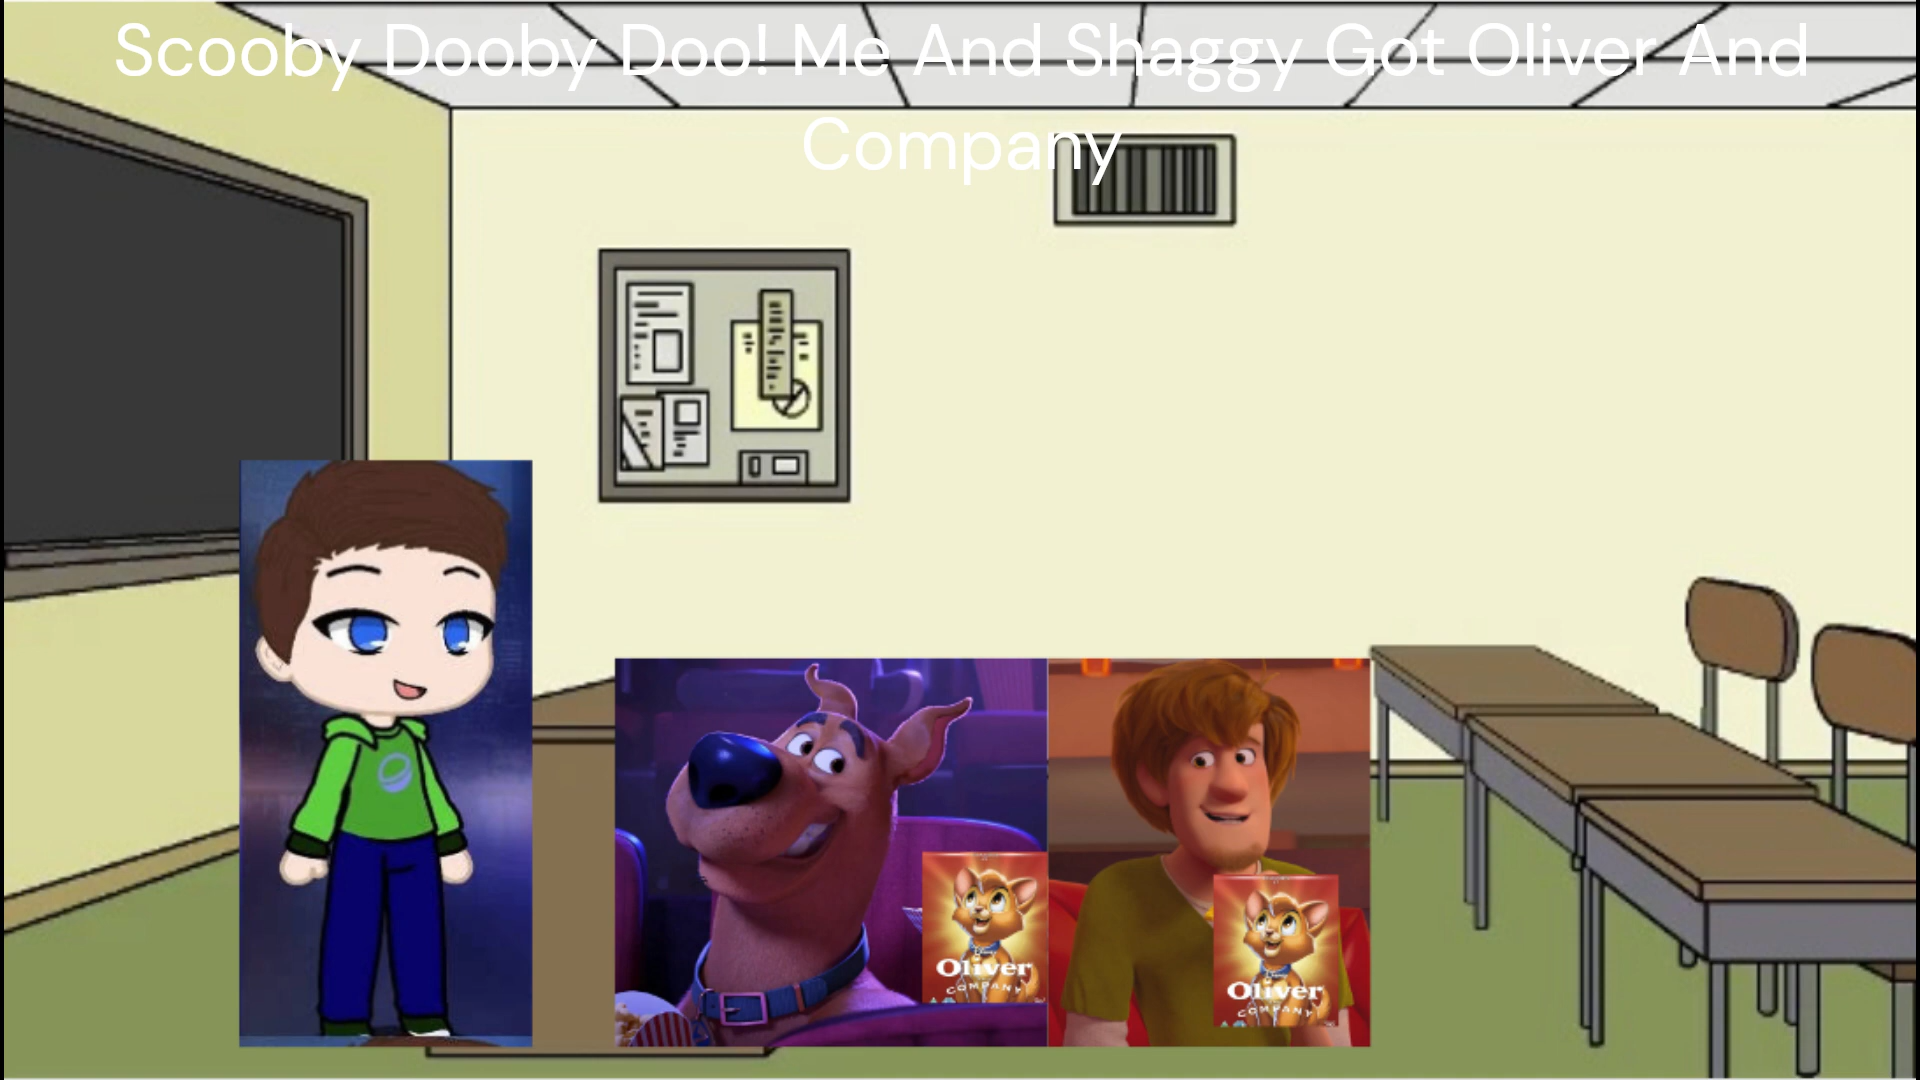 Scooby Dooby Doo! Me And Shaggy Got Oliver And
Company
Oliver
COMPANY
Oliver
COMPANY